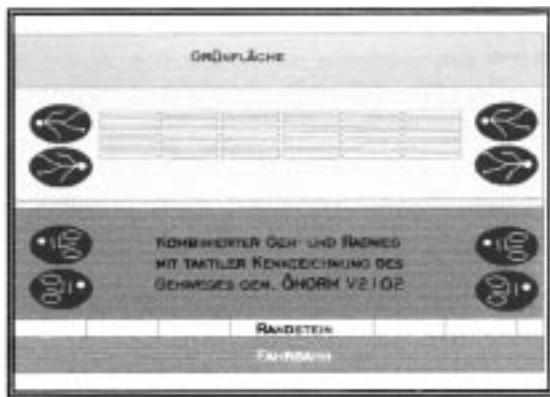 GRÜNFLÄCHE
KOMBINIERTER GEH- UND RADWEG
MIT TAKTILER KENNZEICHNUNG DES
GEHWEGES GEM. ÖNORM V2102
RANDSTEIN
FAHRBAHN